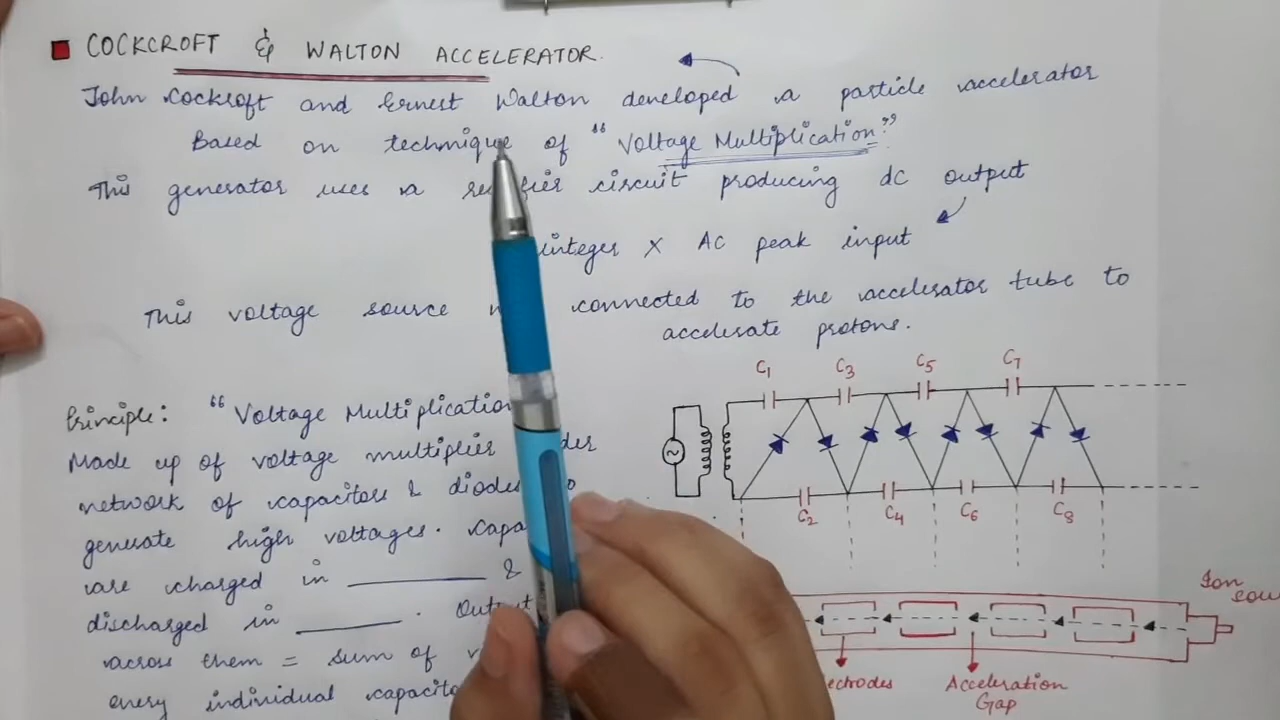 COCKCROFT & WALTON ACCELERATOR.
John Cockroft and Ernest Walton developed a particle accelerator
Based on technique of "Voltage Multiplication."
This generator uses a circuit producing dc output
integer X AC peak input
This voltage source connected to the accelerator tube to
accelerate protons.
Principle: "Voltage Multiplication
Made up of voltage multiplier
network of capacitors & diodes
generate high voltages.
are charged in ________ &
discharged in ________. Output
across them = sum of
every individual
C1 C3 C5 C7
~
C2 C4 C6 C8
Ion
Acceleration
Gap